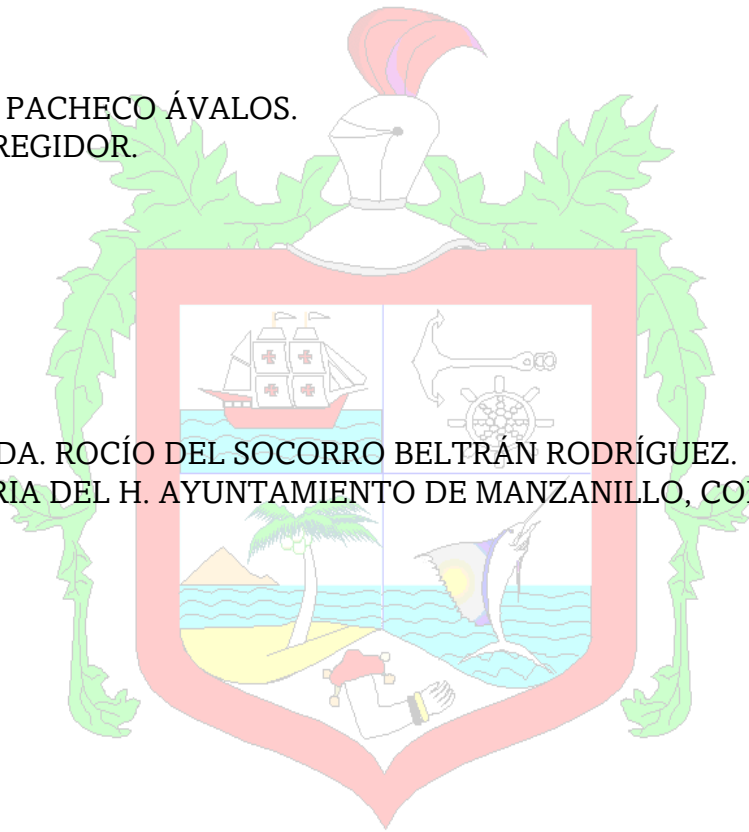 PACHECO ÁVALOS.
REGIDOR.
DA. ROCÍO DEL SOCORRO BELTRÁN RODRÍGUEZ.
RIA DEL H. AYUNTAMIENTO DE MANZANILLO, CO